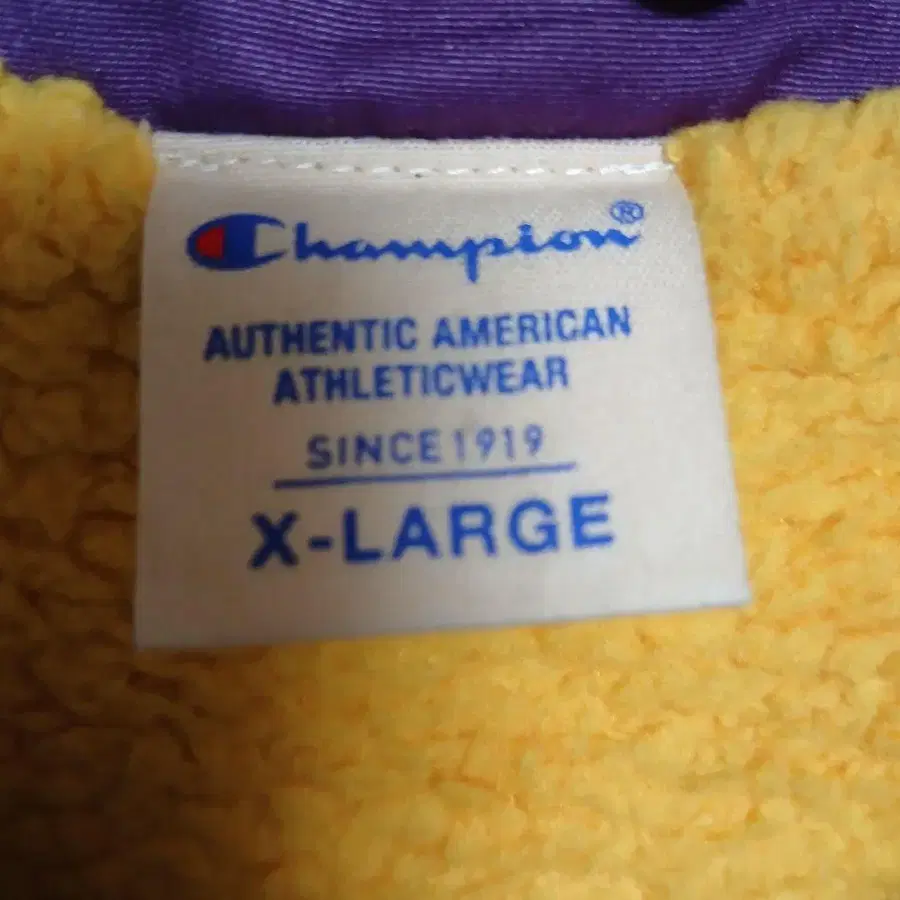 Champion®
AUTHENTIC AMERICAN
ATHLETICWEAR
SINCE 1919
X-LARGE